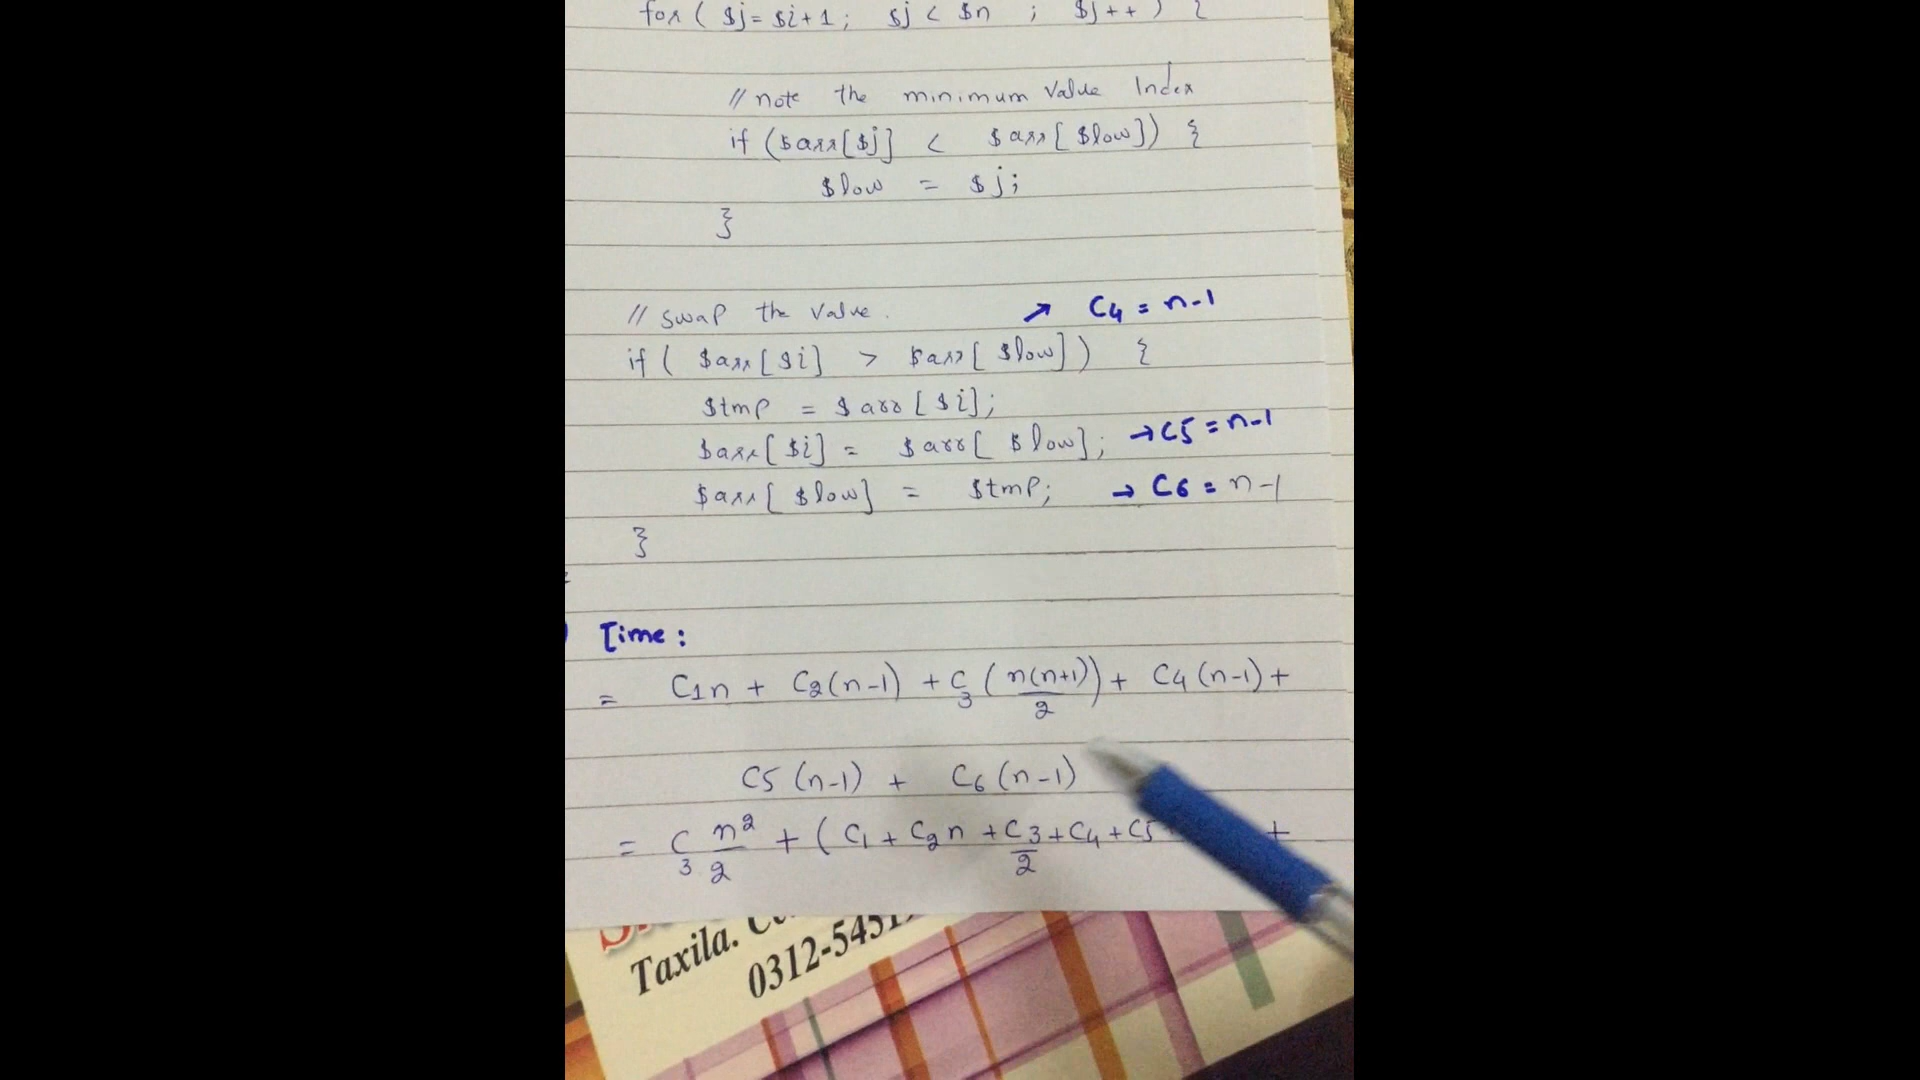 for ( $j = $i + 1 ; $j < $n ; $j + + ) {
// note the minimum value Index
if ($arr[$j] < $arr[$low]) {
$low = $j;
}
// swap the value.
→ C4 = n-1
if ( $arr[$i] > $arr[$low]) {
$tmp = $arr[$i];
$arr[$i] = $arr[$low]; → C5 = n-1
$arr[$low] = $tmp; → C6 = n-1
}
Time:
= C1n + C2(n-1) + C3 (n(n+1)/2) + C4(n-1) +
C5(n-1) + C6(n-1)
= C3 n²/2 + ( C1 + C2n + C3/2 + C4 + C5 +
Taxila.
0312-5451